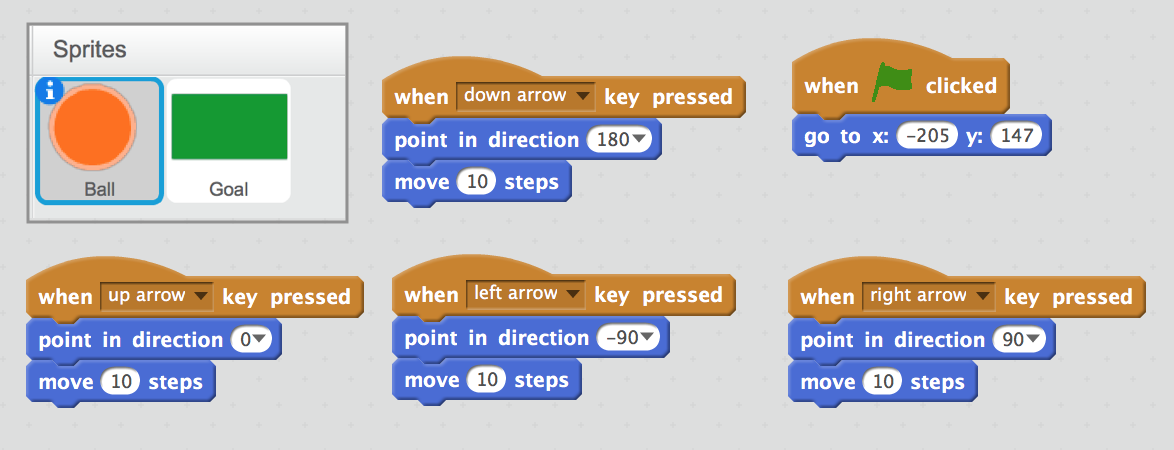 Sprites
i
Ball
Goal
when down arrow key pressed
point in direction 180
move 10 steps
when clicked
go to x: -205 y: 147
when up arrow key pressed
point in direction 0
move 10 steps
when left arrow key pressed
point in direction -90
move 10 steps
when right arrow key pressed
point in direction 90
move 10 steps